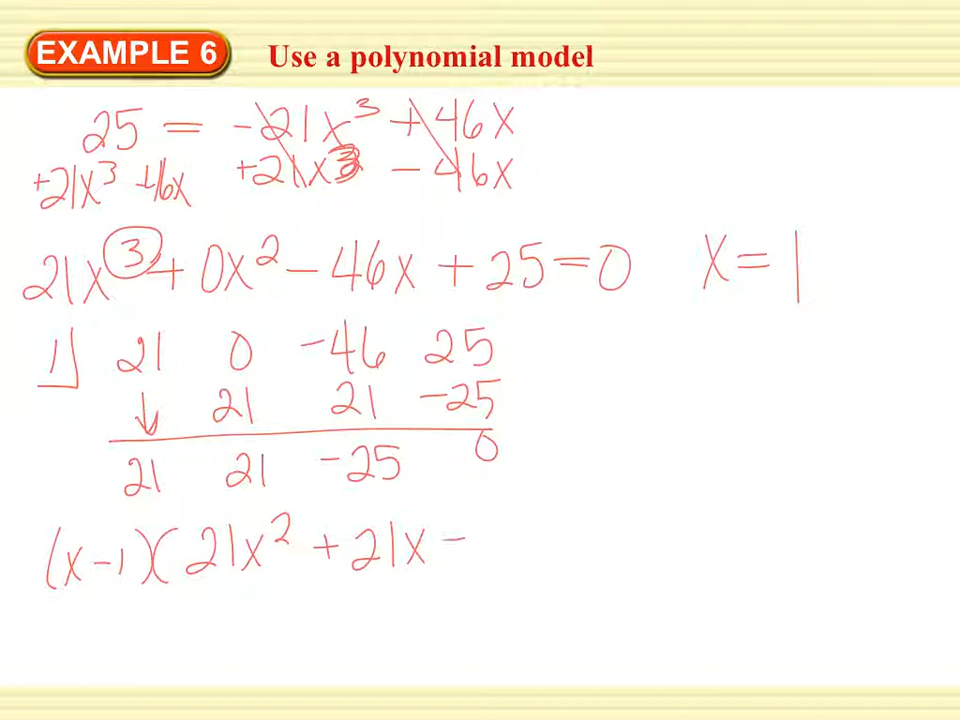 EXAMPLE 6 Use a polynomial model
25 = -21x³ + 46x
+21x³ -46x +21x³ - 46x
21x³ + 0x² - 46x + 25 = 0 x = 1
1 21 0 -46 25
↓ 21 21 -25
21 21 -25 0
(x-1)(21x² + 21x -